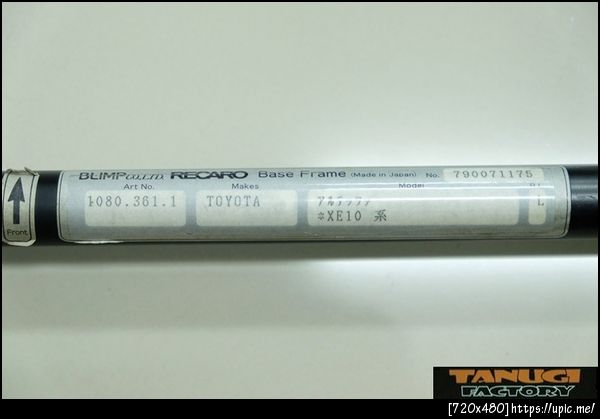 BLIMP CO.,LTD. RECARO Base Frame (Made in Japan) No. 790071175
Art No. Makes Model R.L
1080.361.1 TOYOTA アルテッツァ L
*XE10 系
Front
TANUGI
FACTORY
[720x480]https://upic.me/